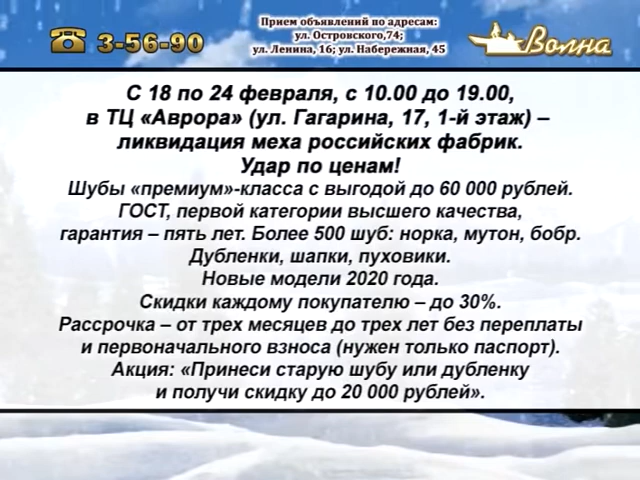 ☎ 3-56-90
Прием объявлений по адресам:
ул. Островского,74;
ул. Ленина, 16; ул. Набережная, 45
Волна
С 18 по 24 февраля, с 10.00 до 19.00,
в ТЦ «Аврора» (ул. Гагарина, 17, 1-й этаж) –
ликвидация меха российских фабрик.
Удар по ценам!
Шубы «премиум»-класса с выгодой до 60 000 рублей.
ГОСТ, первой категории высшего качества,
гарантия – пять лет. Более 500 шуб: норка, мутон, бобр.
Дубленки, шапки, пуховики.
Новые модели 2020 года.
Скидки каждому покупателю – до 30%.
Рассрочка – от трех месяцев до трех лет без переплаты
и первоначального взноса (нужен только паспорт).
Акция: «Принеси старую шубу или дубленку
и получи скидку до 20 000 рублей».